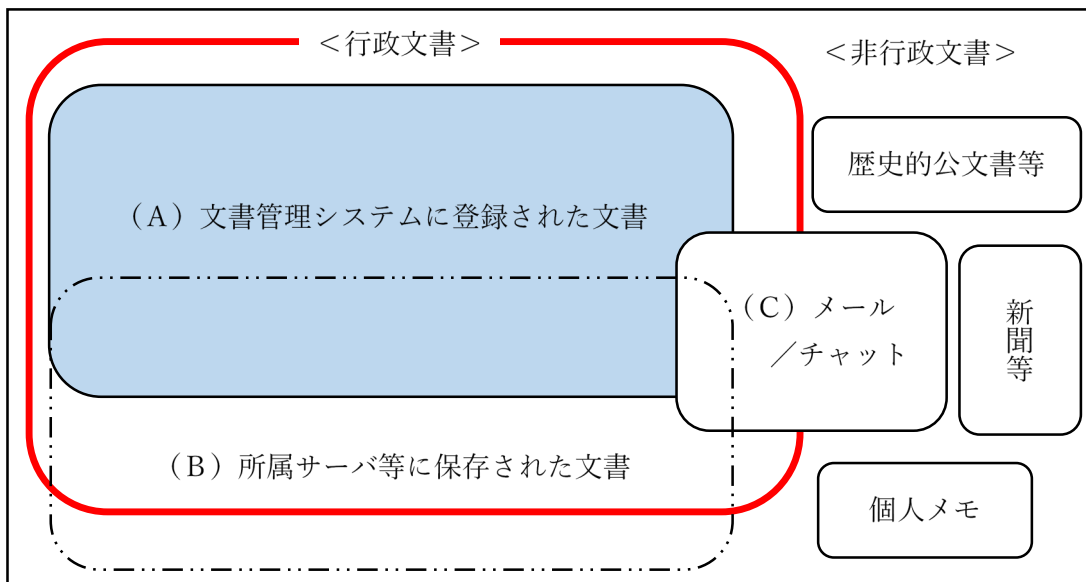 ＜行政文書＞
＜非行政文書＞
歴史的公文書等
（A）文書管理システムに登録された文書
（C）メール
／チャット
新聞等
（B）所属サーバ等に保存された文書
個人メモ